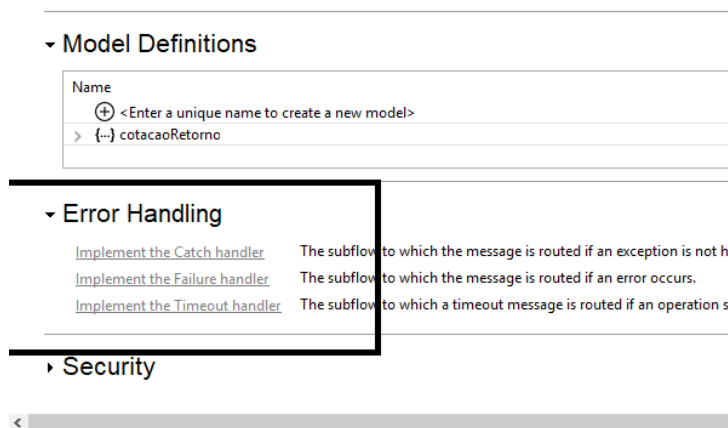 Model Definitions
Name
<Enter a unique name to create a new model>
{...} cotacaoRetorno
Error Handling
Implement the Catch handler The subflow to which the message is routed if an exception is not h
Implement the Failure handler The subflow to which the message is routed if an error occurs.
Implement the Timeout handler The subflow to which a timeout message is routed if an operation s
Security